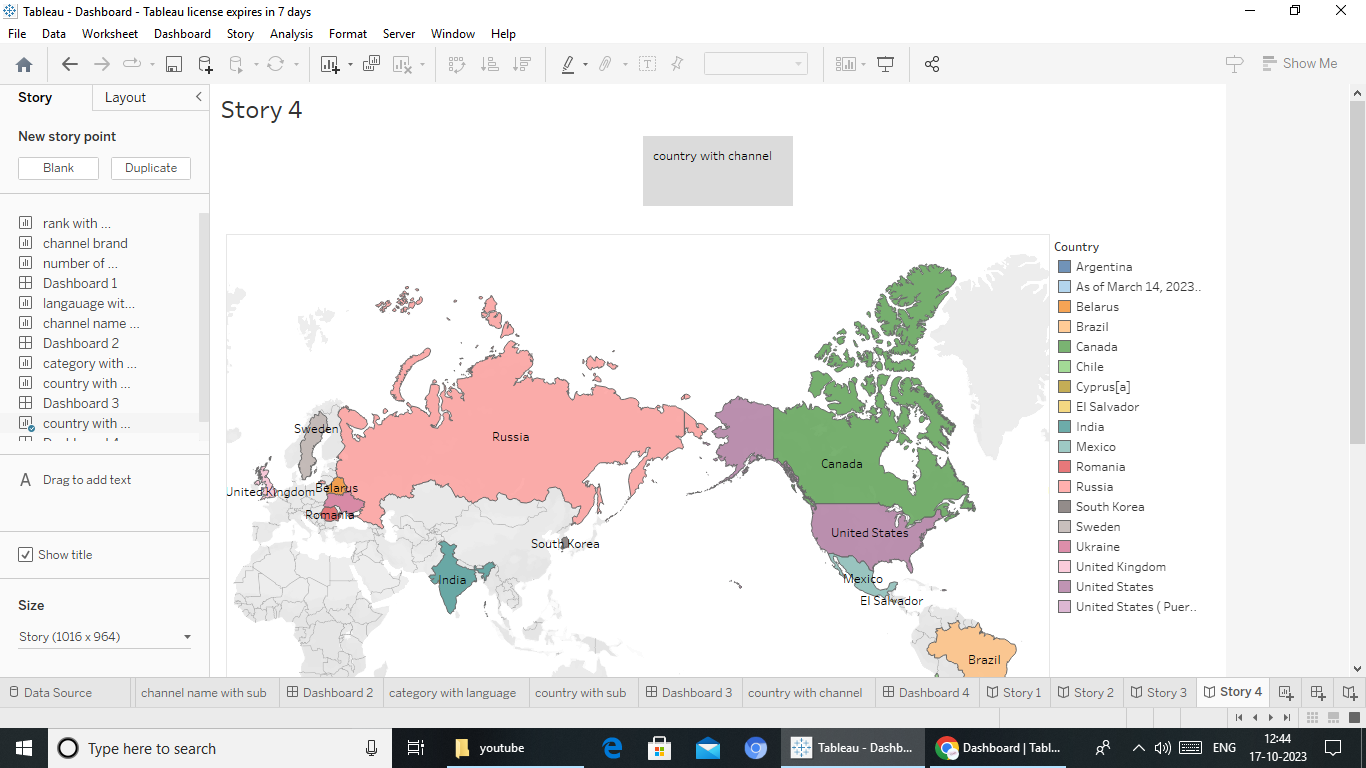 Tableau - Dashboard - Tableau license expires in 7 days
File Data Worksheet Dashboard Story Analysis Format Server Window Help
Show Me
Story Layout
New story point
Blank Duplicate
rank with ...
channel brand
number of ...
Dashboard 1
langauage wit...
channel name ...
Dashboard 2
category with ...
country with ...
Dashboard 3
country with ...
A Drag to add text
Show title
Size
Story (1016 x 964)
Story 4
country with channel
Sweden
Russia
Canada
United Kingdom
Belarus
Romania
South Korea
India
United States
Mexico
El Salvador
Brazil
Country
Argentina
As of March 14, 2023..
Belarus
Brazil
Canada
Chile
Cyprus[a]
El Salvador
India
Mexico
Romania
Russia
South Korea
Sweden
Ukraine
United Kingdom
United States
United States ( Puer..
Data Source channel name with sub Dashboard 2 category with language country with sub Dashboard 3 country with channel Dashboard 4 Story 1 Story 2 Story 3 Story 4
Type here to search youtube Tableau - Dashb... Dashboard | Tabl... ENG 12:44
17-10-2023